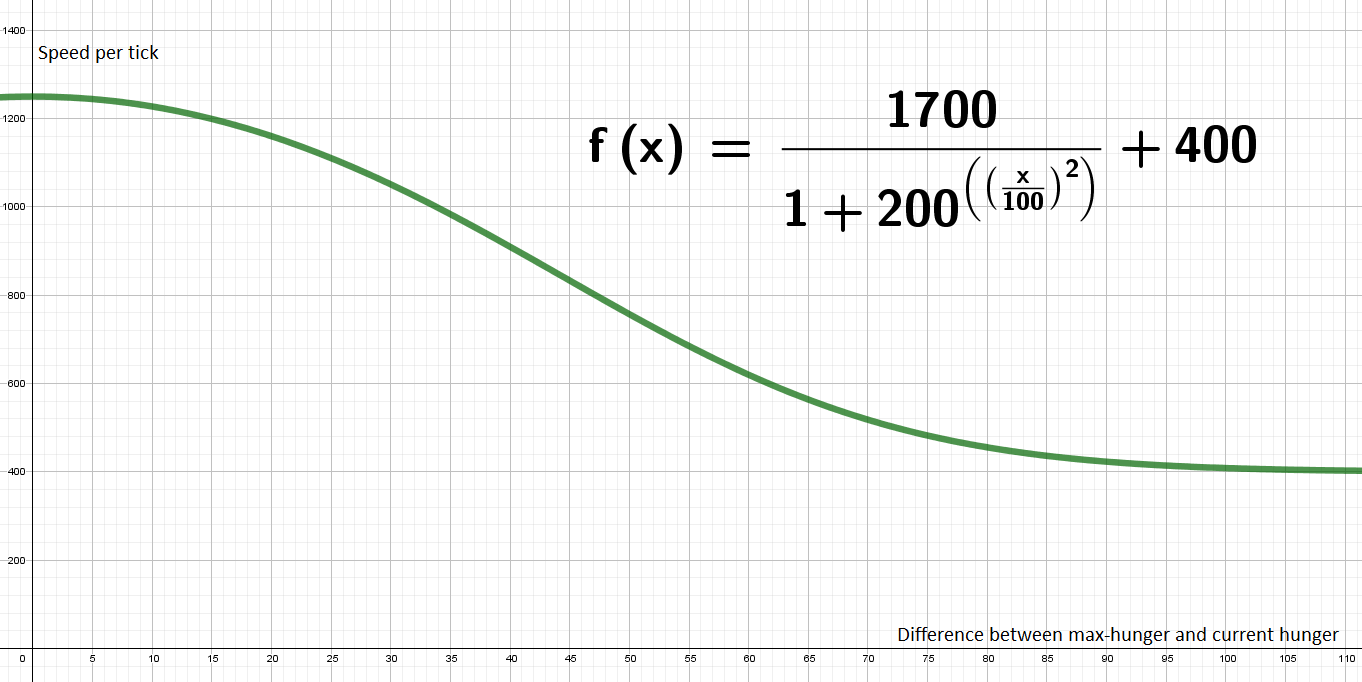 1400
Speed per tick
1200
1000
800
600
400
200
f (x) = 1700 / (1 + 200^((x/100)^2)) + 400
Difference between max-hunger and current hunger
0 5 10 15 20 25 30 35 40 45 50 55 60 65 70 75 80 85 90 95 100 105 110